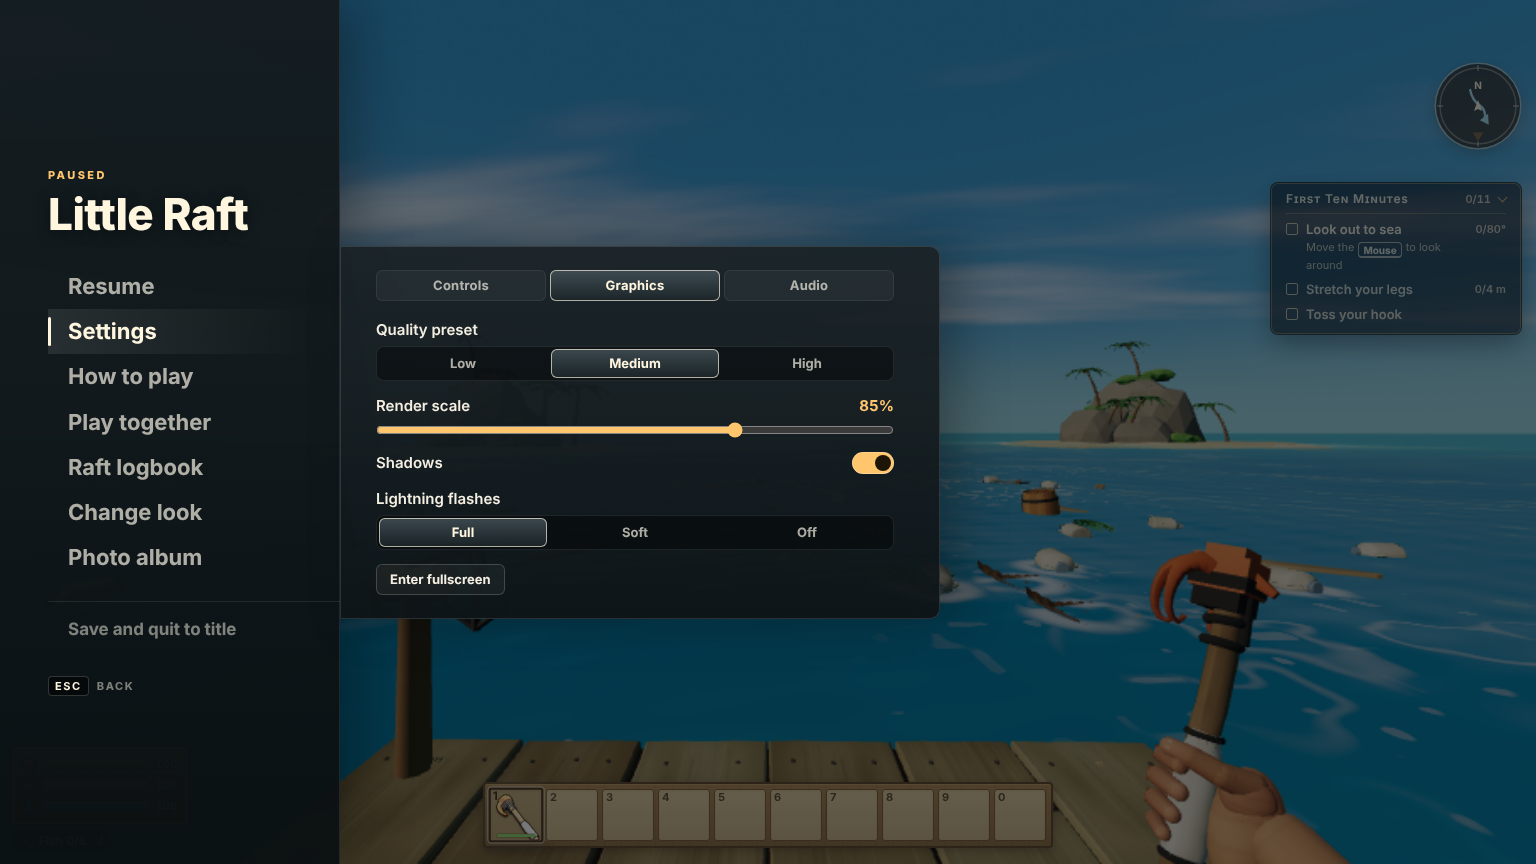 PAUSED
Little Raft
Resume
Settings
How to play
Play together
Raft logbook
Change look
Photo album
Save and quit to title
ESC BACK
Controls Graphics Audio
Quality preset
Low Medium High
Render scale 85%
Shadows
Lightning flashes
Full Soft Off
Enter fullscreen
N
First Ten Minutes 0/11
Look out to sea 0/80°
Move the Mouse to look
around
Stretch your legs 0/4 m
Toss your hook
1 2 3 4 5 6 7 8 9 0